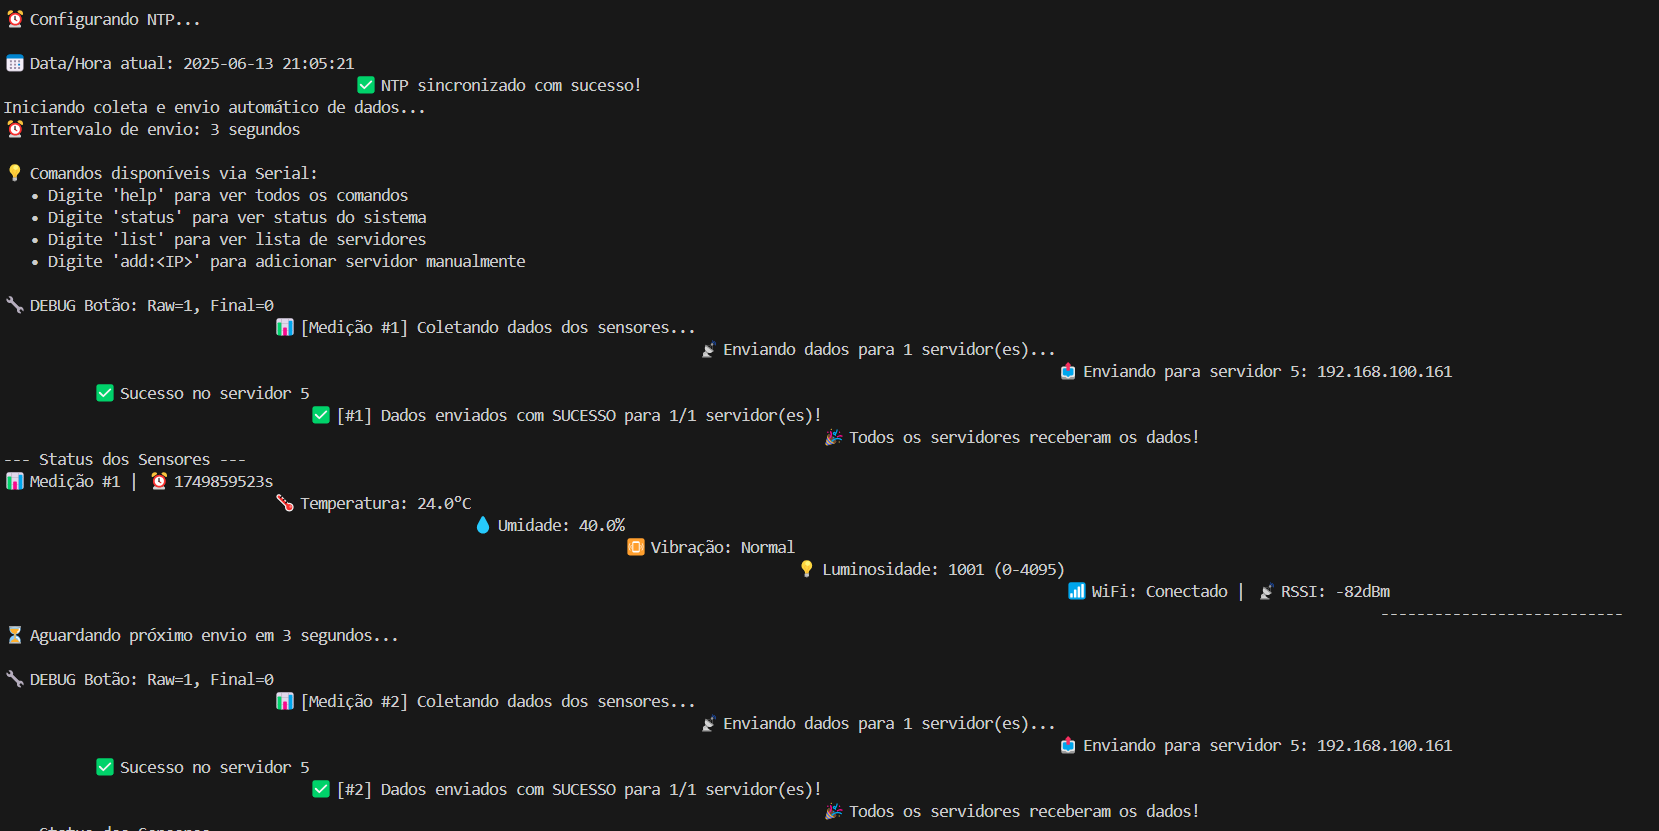 ⏰ Configurando NTP...
📅 Data/Hora atual: 2025-06-13 21:05:21
✅ NTP sincronizado com sucesso!
Iniciando coleta e envio automático de dados...
⏰ Intervalo de envio: 3 segundos
💡 Comandos disponíveis via Serial:
• Digite 'help' para ver todos os comandos
• Digite 'status' para ver status do sistema
• Digite 'list' para ver lista de servidores
• Digite 'add:<IP>' para adicionar servidor manualmente
🔧 DEBUG Botão: Raw=1, Final=0
📊 [Medição #1] Coletando dados dos sensores...
📡 Enviando dados para 1 servidor(es)...
📤 Enviando para servidor 5: 192.168.100.161
✅ Sucesso no servidor 5
✅ [#1] Dados enviados com SUCESSO para 1/1 servidor(es)!
🎉 Todos os servidores receberam os dados!
--- Status dos Sensores ---
📊 Medição #1 | ⏰ 1749859523s
🌡️ Temperatura: 24.0°C
💧 Umidade: 40.0%
📳 Vibração: Normal
💡 Luminosidade: 1001 (0-4095)
📶 WiFi: Conectado | 📡 RSSI: -82dBm
---------------------------
⏳ Aguardando próximo envio em 3 segundos...
🔧 DEBUG Botão: Raw=1, Final=0
📊 [Medição #2] Coletando dados dos sensores...
📡 Enviando dados para 1 servidor(es)...
📤 Enviando para servidor 5: 192.168.100.161
✅ Sucesso no servidor 5
✅ [#2] Dados enviados com SUCESSO para 1/1 servidor(es)!
🎉 Todos os servidores receberam os dados!